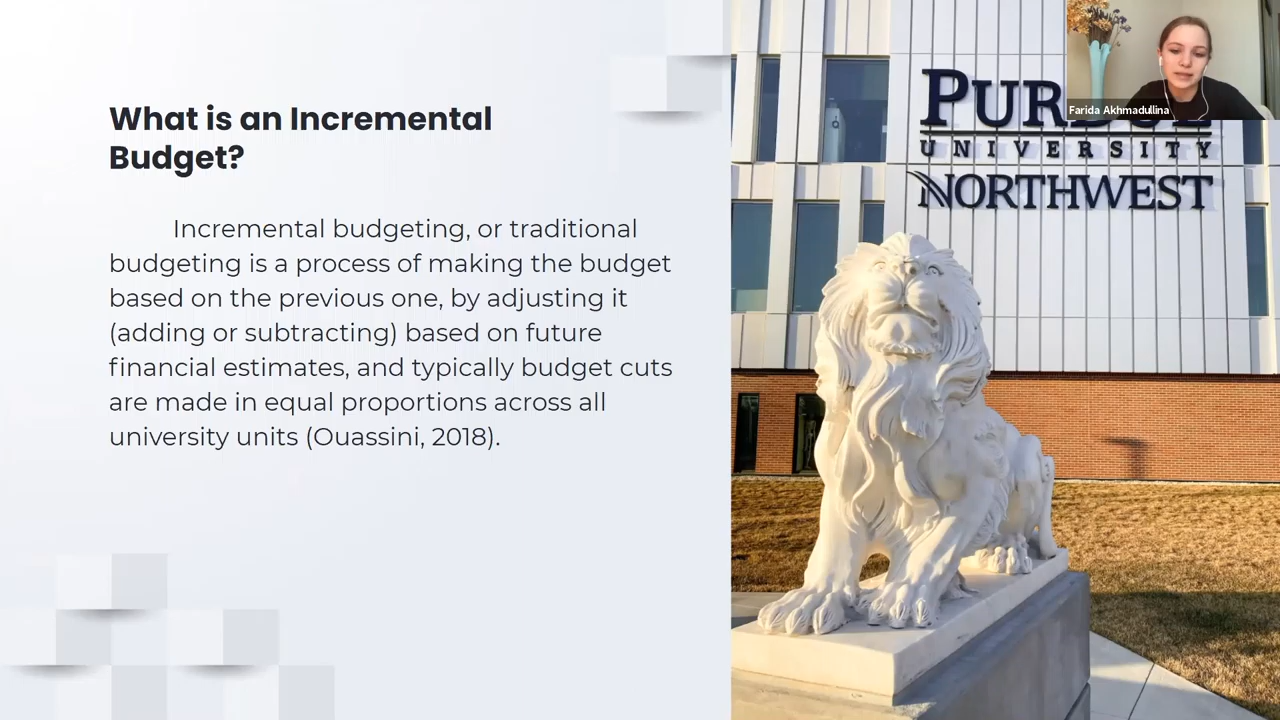 What is an Incremental
Budget?
Incremental budgeting, or traditional
budgeting is a process of making the budget
based on the previous one, by adjusting it
(adding or subtracting) based on future
financial estimates, and typically budget cuts
are made in equal proportions across all
university units (Ouassini, 2018).
PURDUE
UNIVERSITY
NORTHWEST
Farida Akhmadullina